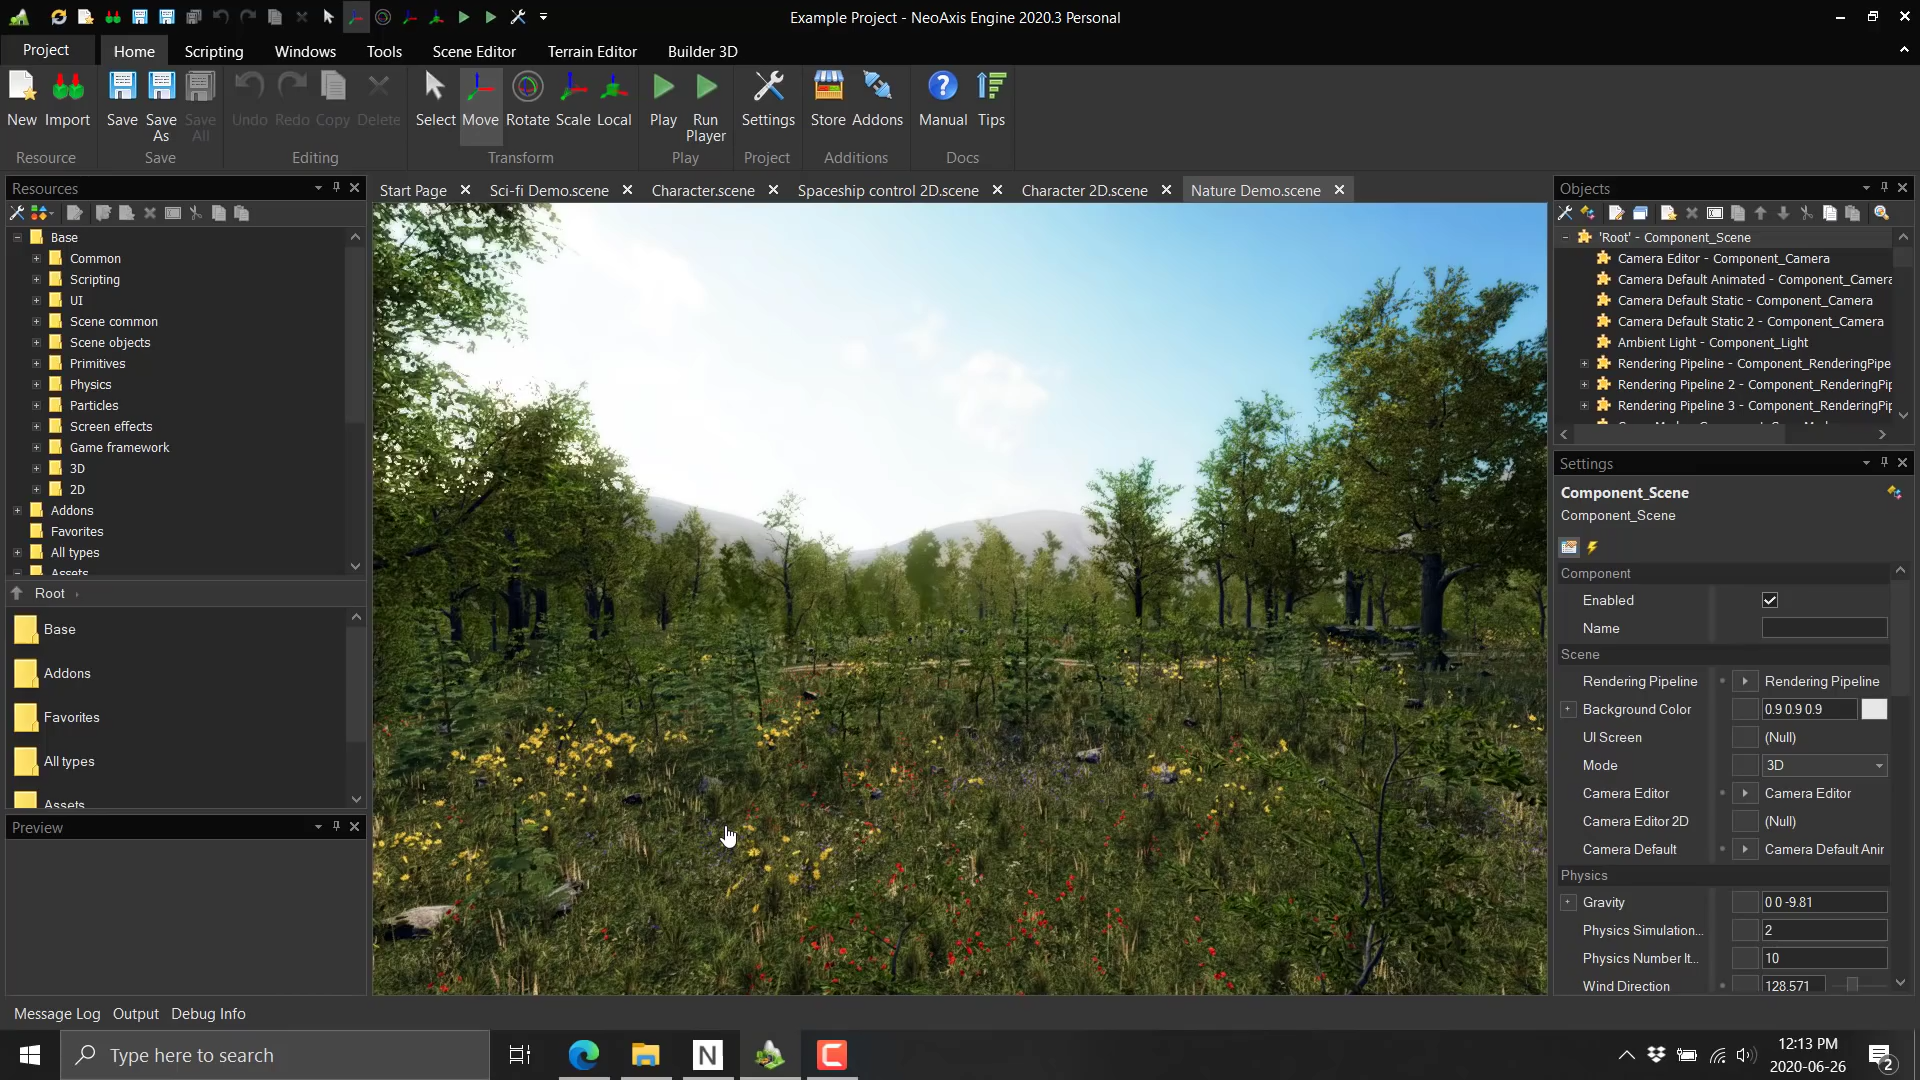 Example Project - NeoAxis Engine 2020.3 Personal
Project
Home
Scripting
Windows
Tools
Scene Editor
Terrain Editor
Builder 3D
New
Import
Save
Save As
Save All
Undo
Redo
Copy
Delete
Select
Move
Rotate
Scale
Local
Play
Run Player
Settings
Store
Addons
Manual
Tips
Resource
Save
Editing
Transform
Play
Project
Additions
Docs
Resources
Base
Common
Scripting
UI
Scene common
Scene objects
Primitives
Physics
Particles
Screen effects
Game framework
3D
2D
Addons
Favorites
All types
Assets
Root
Base
Addons
Favorites
All types
Assets
Preview
Start Page
Sci-fi Demo.scene
Character.scene
Spaceship control 2D.scene
Character 2D.scene
Nature Demo.scene
Objects
'Root' - Component_Scene
Camera Editor - Component_Camera
Camera Default Animated - Component_Camera
Camera Default Static - Component_Camera
Camera Default Static 2 - Component_Camera
Ambient Light - Component_Light
Rendering Pipeline - Component_RenderingPipe
Rendering Pipeline 2 - Component_RenderingPip
Rendering Pipeline 3 - Component_RenderingPip
Settings
Component_Scene
Component_Scene
Component
Enabled
Name
Scene
Rendering Pipeline
Rendering Pipeline
Background Color
0.9 0.9 0.9
UI Screen
(Null)
Mode
3D
Camera Editor
Camera Editor
Camera Editor 2D
(Null)
Camera Default
Camera Default Anir
Physics
Gravity
0 0 -9.81
Physics Simulation...
2
Physics Number It...
10
Wind Direction
128.571
Message Log
Output
Debug Info
Type here to search
N
C
12:13 PM
2020-06-26
2